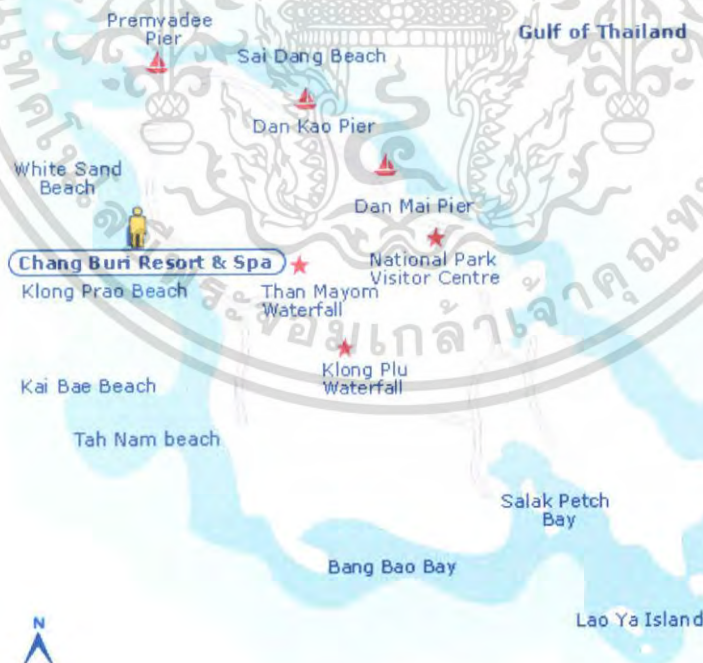 Premvadee
Pier
Gulf of Thailand
Sai Dang Beach
Dan Kao Pier
White Sand
Beach
Dan Mai Pier
Chang Buri Resort & Spa
National Park
Visitor Centre
Klong Prao Beach
Than Mayom
Waterfall
Klong Plu
Waterfall
Kai Bae Beach
Tah Nam beach
Salak Petch
Bay
Bang Bao Bay
Lao Ya Island
N